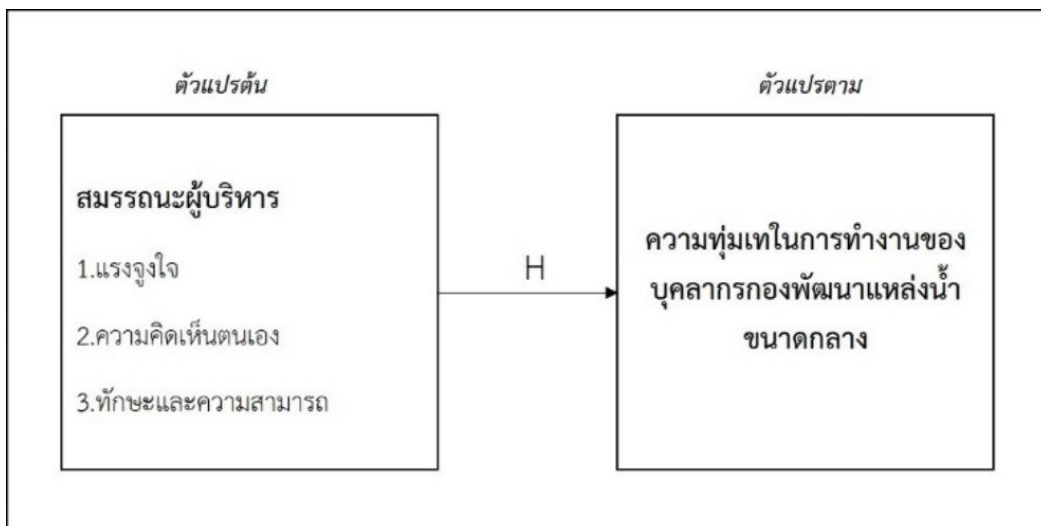 ตัวแปรต้น
ตัวแปรตาม
สมรรถนะผู้บริหาร
1.แรงจูงใจ
2.ความคิดเห็นตนเอง
3.ทักษะและความสามารถ
H
ความทุ่มเทในการทำงานของ
บุคลากรกองพัฒนาแหล่งน้ำ
ขนาดกลาง